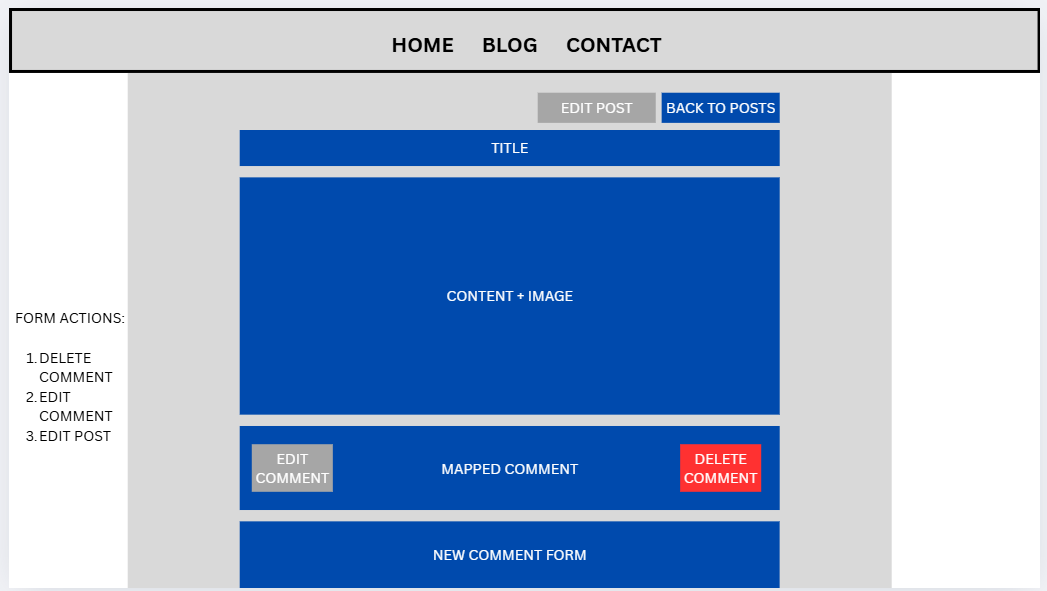 HOME BLOG CONTACT
EDIT POST BACK TO POSTS
TITLE
CONTENT + IMAGE
FORM ACTIONS:
1. DELETE
COMMENT
2. EDIT
COMMENT
3. EDIT POST
EDIT
COMMENT
MAPPED COMMENT
DELETE
COMMENT
NEW COMMENT FORM